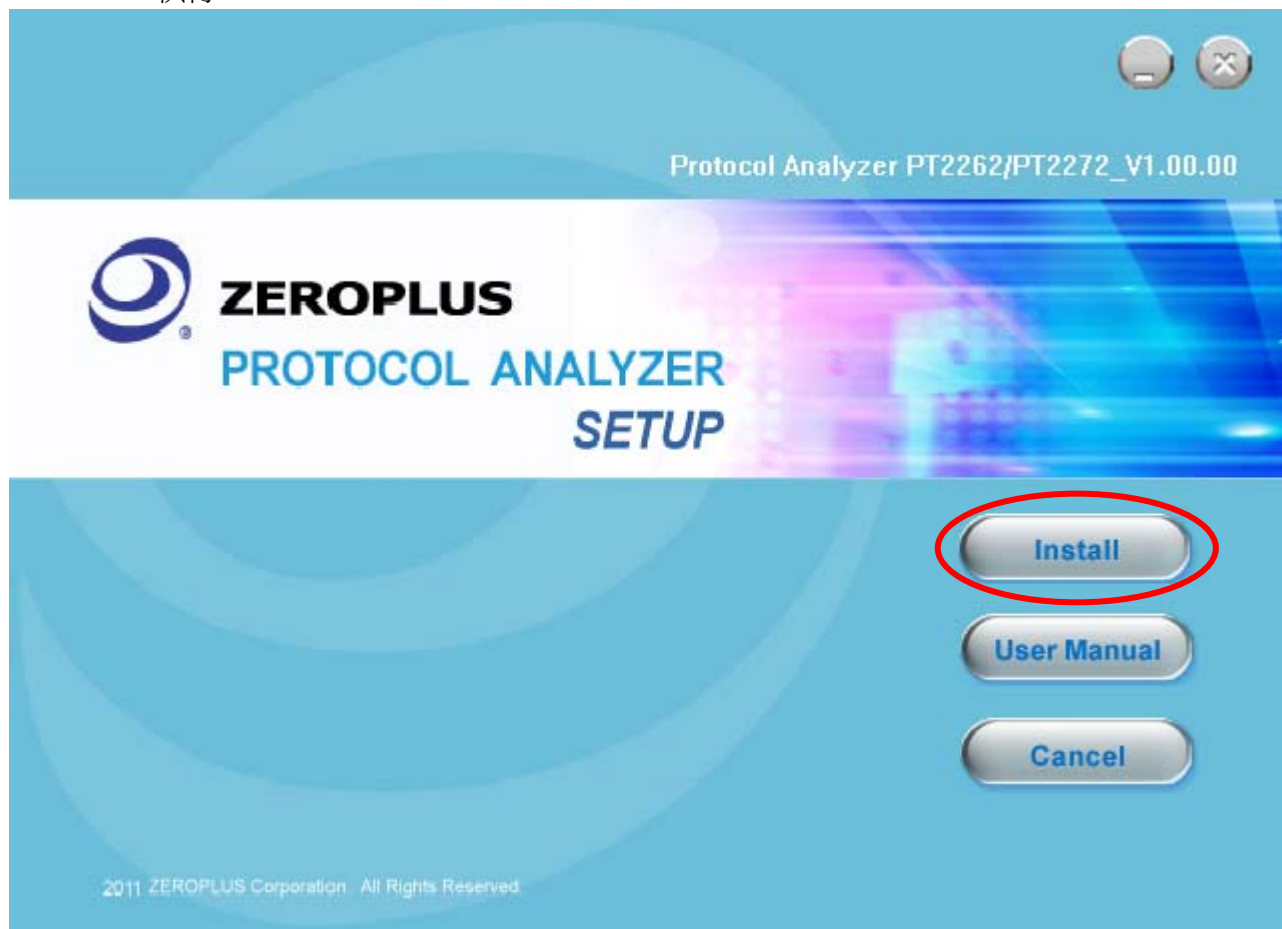 Protocol Analyzer PT2262/PT2272_V1.00.00
ZEROPLUS
®
PROTOCOL ANALYZER
SETUP
Install
User Manual
Cancel
2011 ZEROPLUS Corporation. All Rights Reserved.